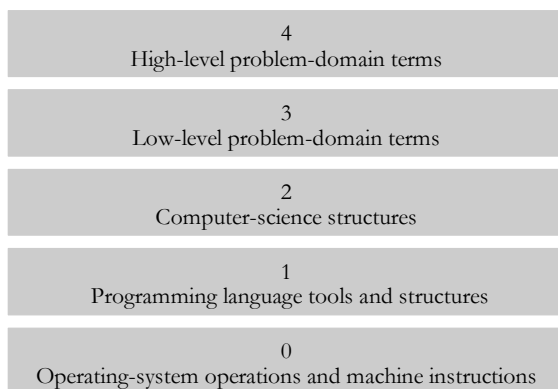 4
High-level problem-domain terms
3
Low-level problem-domain terms
2
Computer-science structures
1
Programming language tools and structures
0
Operating-system operations and machine instructions